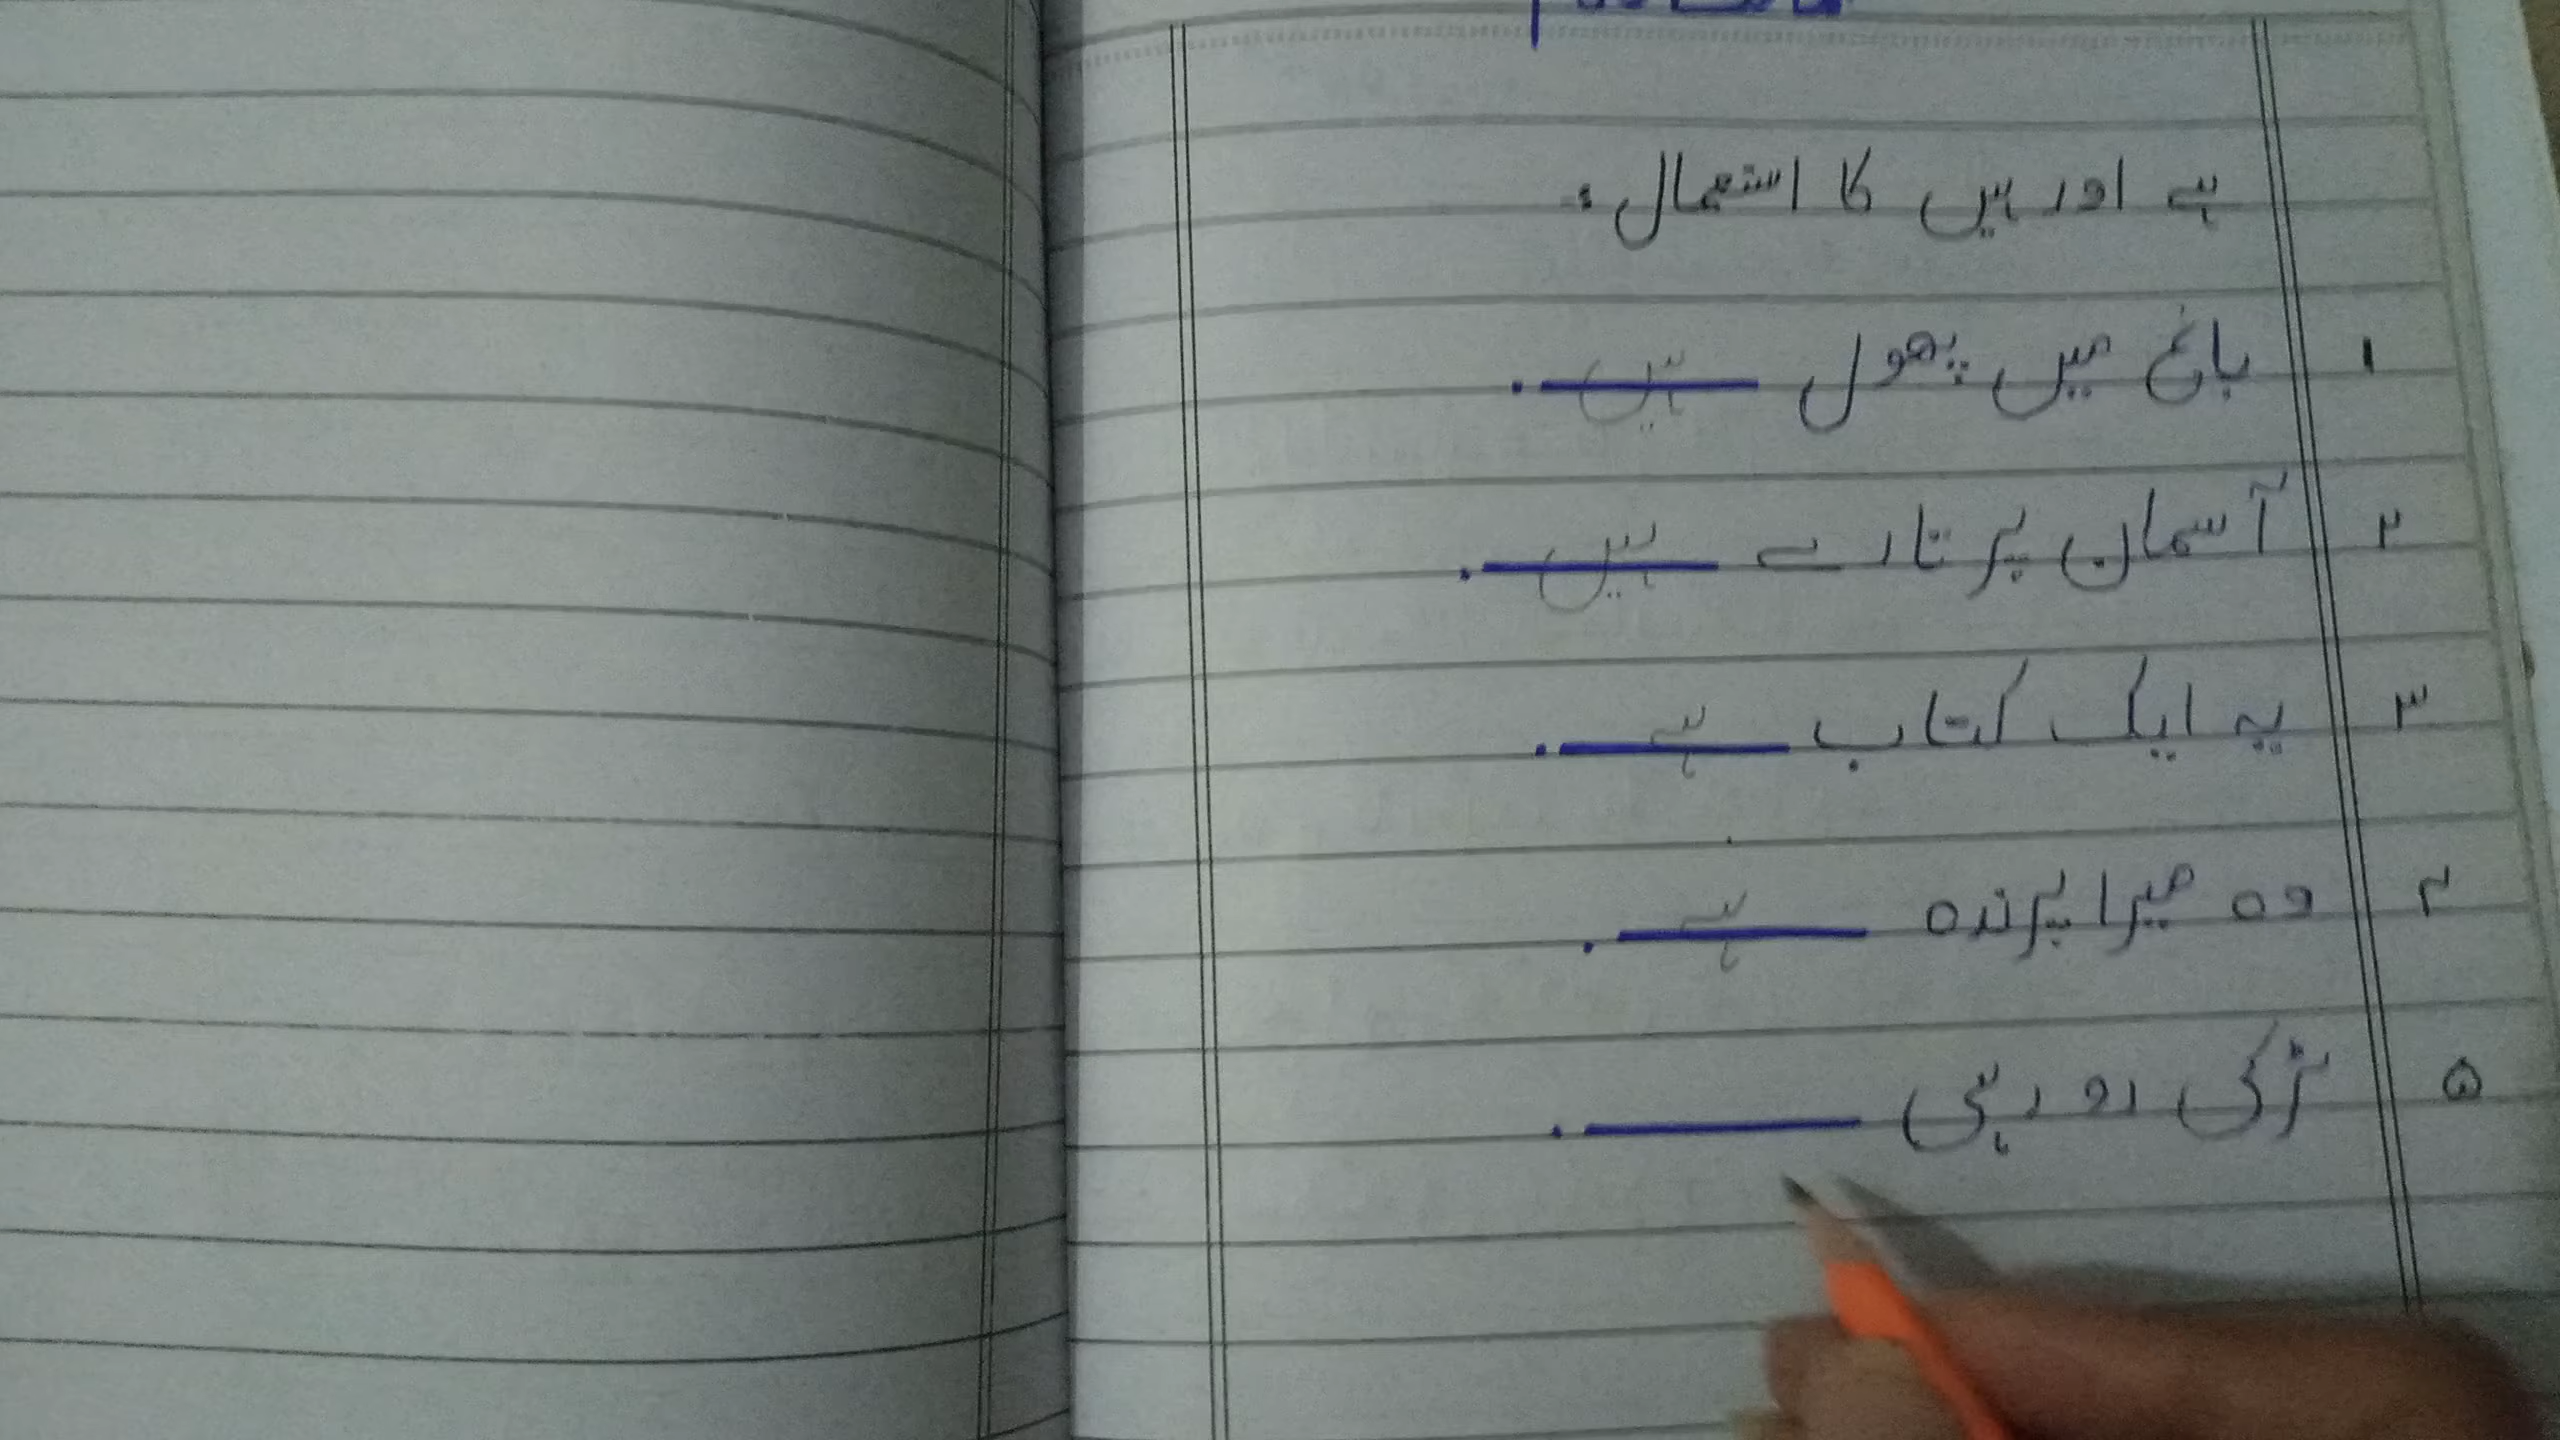 ہے اور ہیں کا استعمال:
۱ باغ میں پھول ہیں.
۲ آسمان پر تارے ہیں.
۳ یہ ایک کتاب ہے.
۴ وہ میرا پرندہ ہے.
۵ لڑکی رو رہی ______.